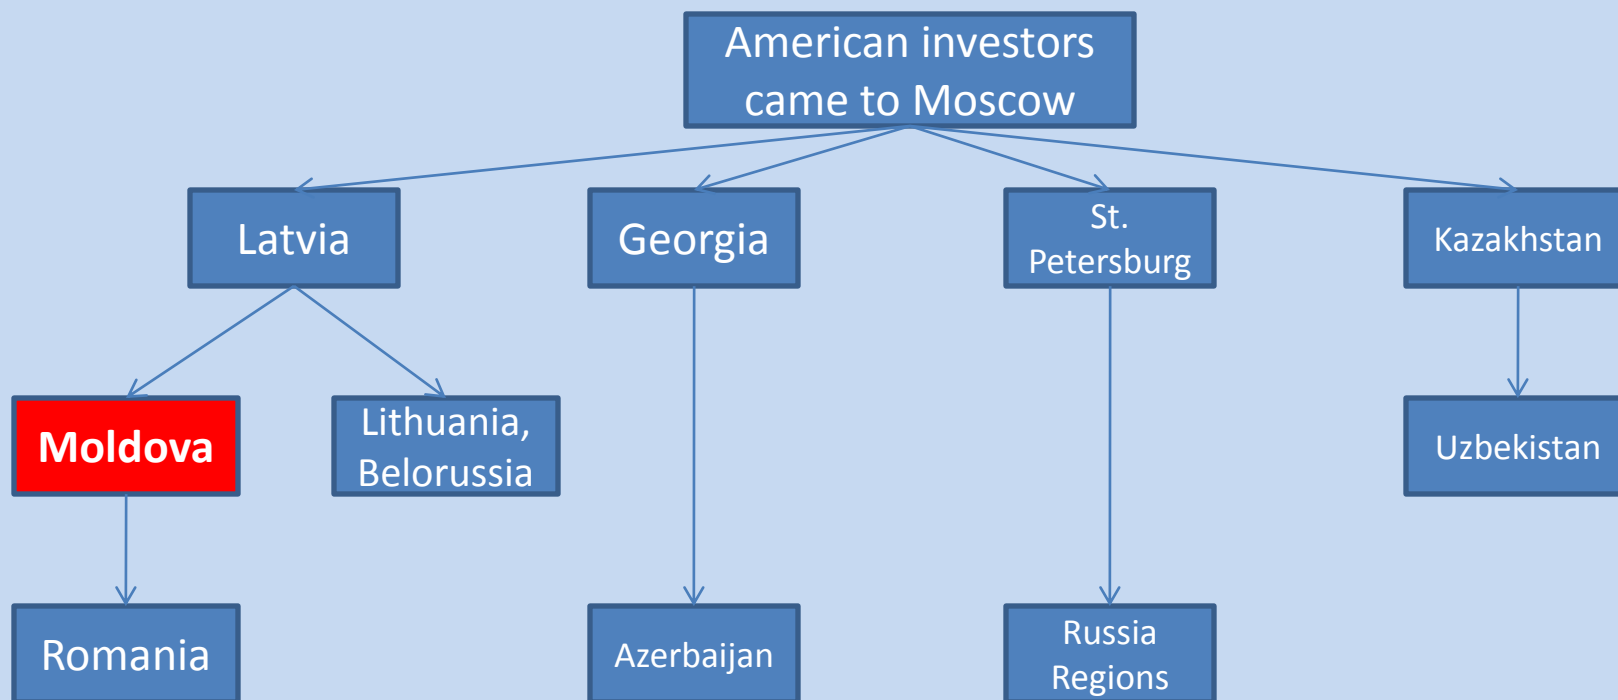 American investors
came to Moscow
Latvia
Georgia
St.
Petersburg
Kazakhstan
Moldova
Lithuania,
Belorussia
Uzbekistan
Romania
Azerbaijan
Russia
Regions